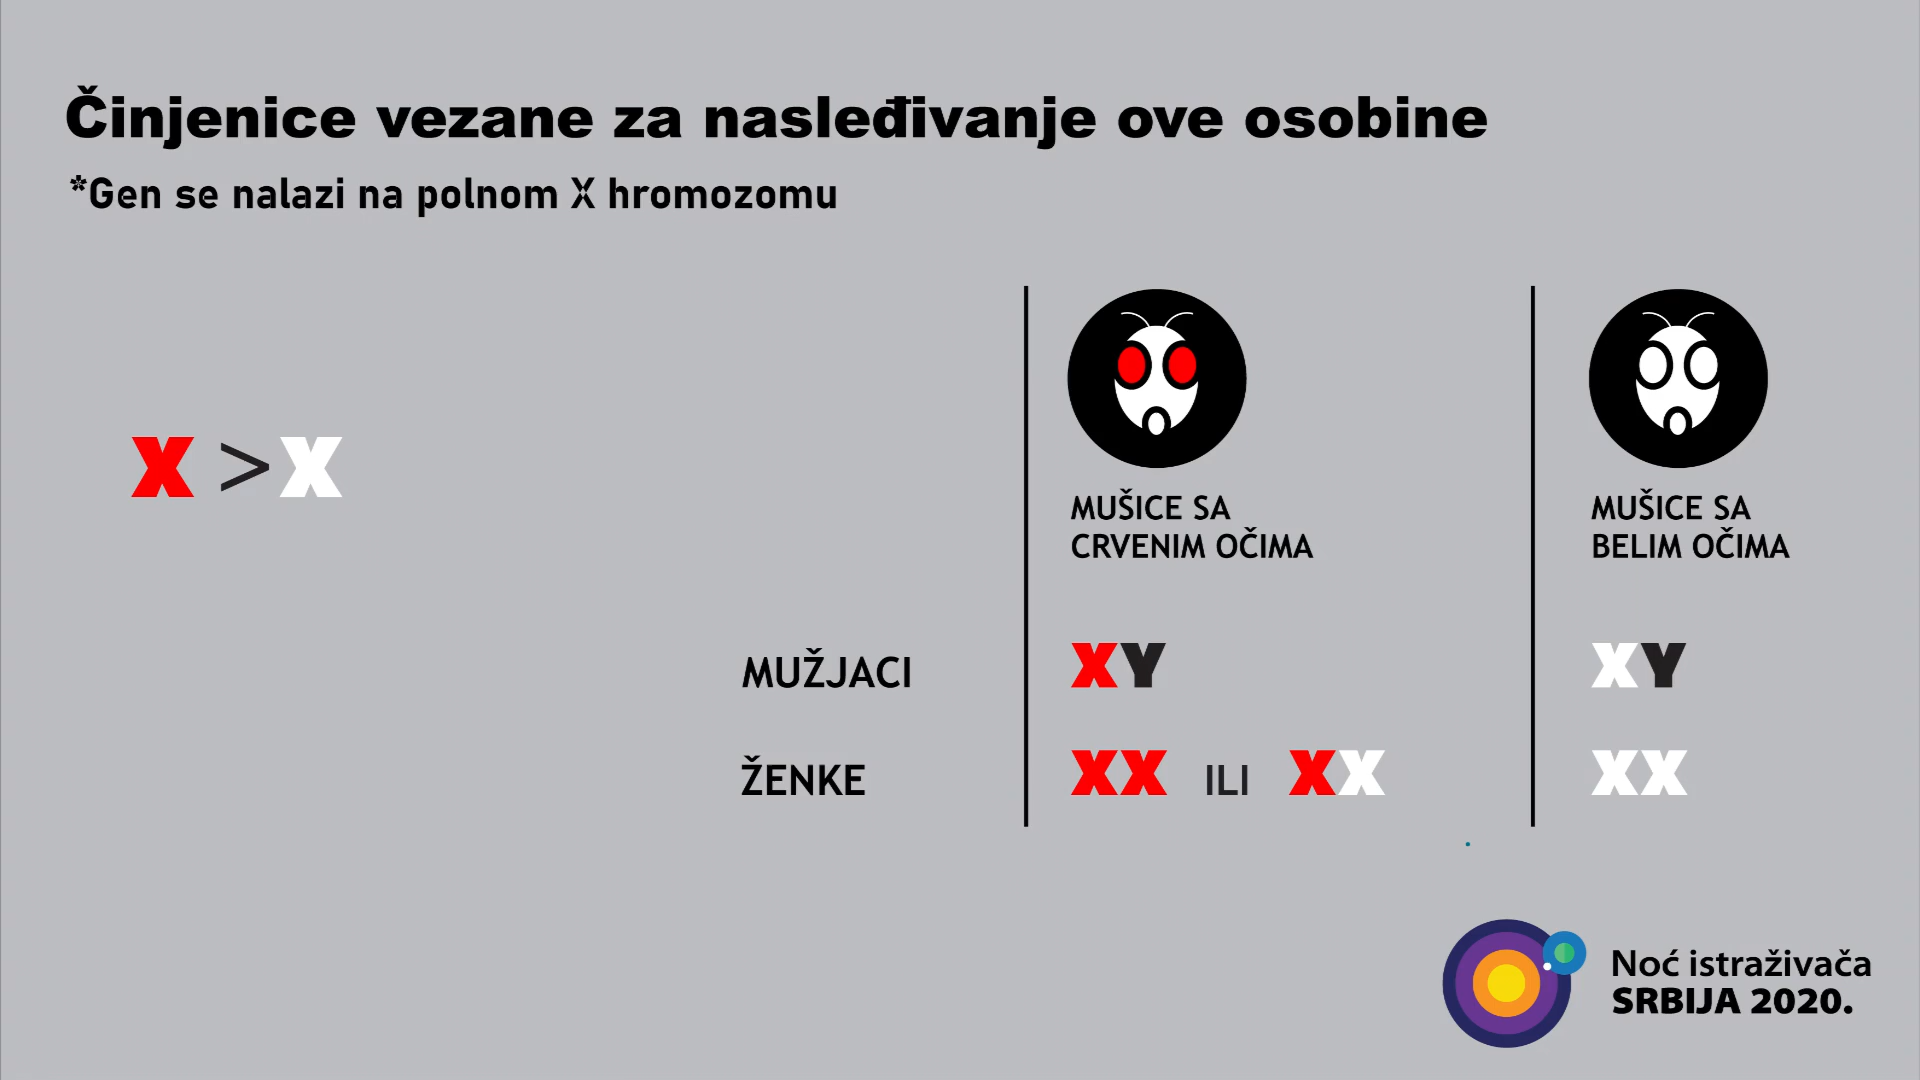 Činjenice vezane za nasleđivanje ove osobine
*Gen se nalazi na polnom X hromozomu
X > X
MUŠICE SA
CRVENIM OČIMA
MUŠICE SA
BELIM OČIMA
MUŽJACI
XY
XY
ŽENKE
XX ILI XX
XX
Noć istraživača
SRBIJA 2020.